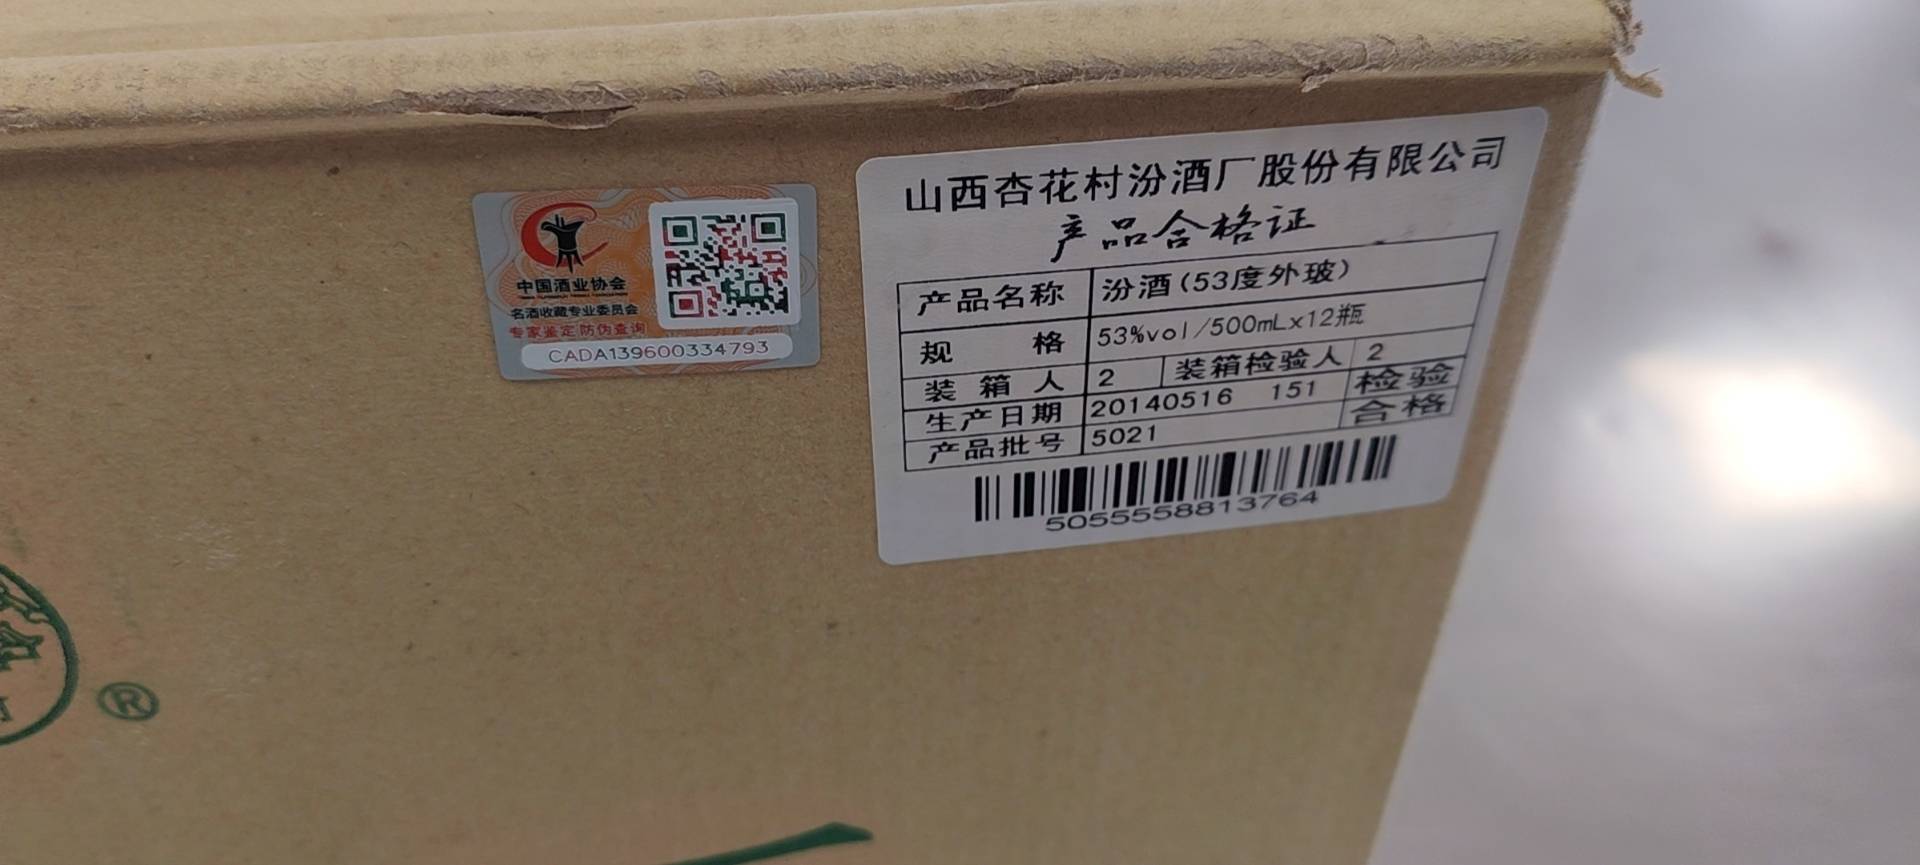 中国酒业协会
名酒收藏专业委员会
专家鉴定 防伪查询
CADA139600334793
山西杏花村汾酒厂股份有限公司
产品合格证
产品名称 汾酒(53度外玻)
规 格 53%vol/500mLx12瓶
装 箱 人 2 装箱检验人 2
生产日期 20140516 151 检验
产品批号 5021 合格
5055558813764
®